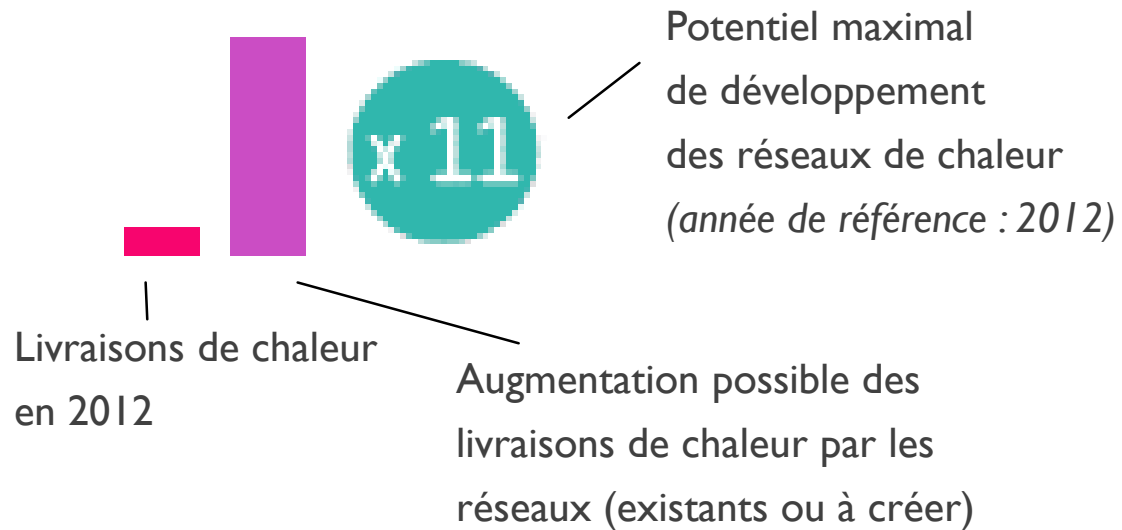 Potentiel maximal
de développement
des réseaux de chaleur
(année de référence : 2012)
x 11
Livraisons de chaleur
en 2012
Augmentation possible des
livraisons de chaleur par les
réseaux (existants ou à créer)